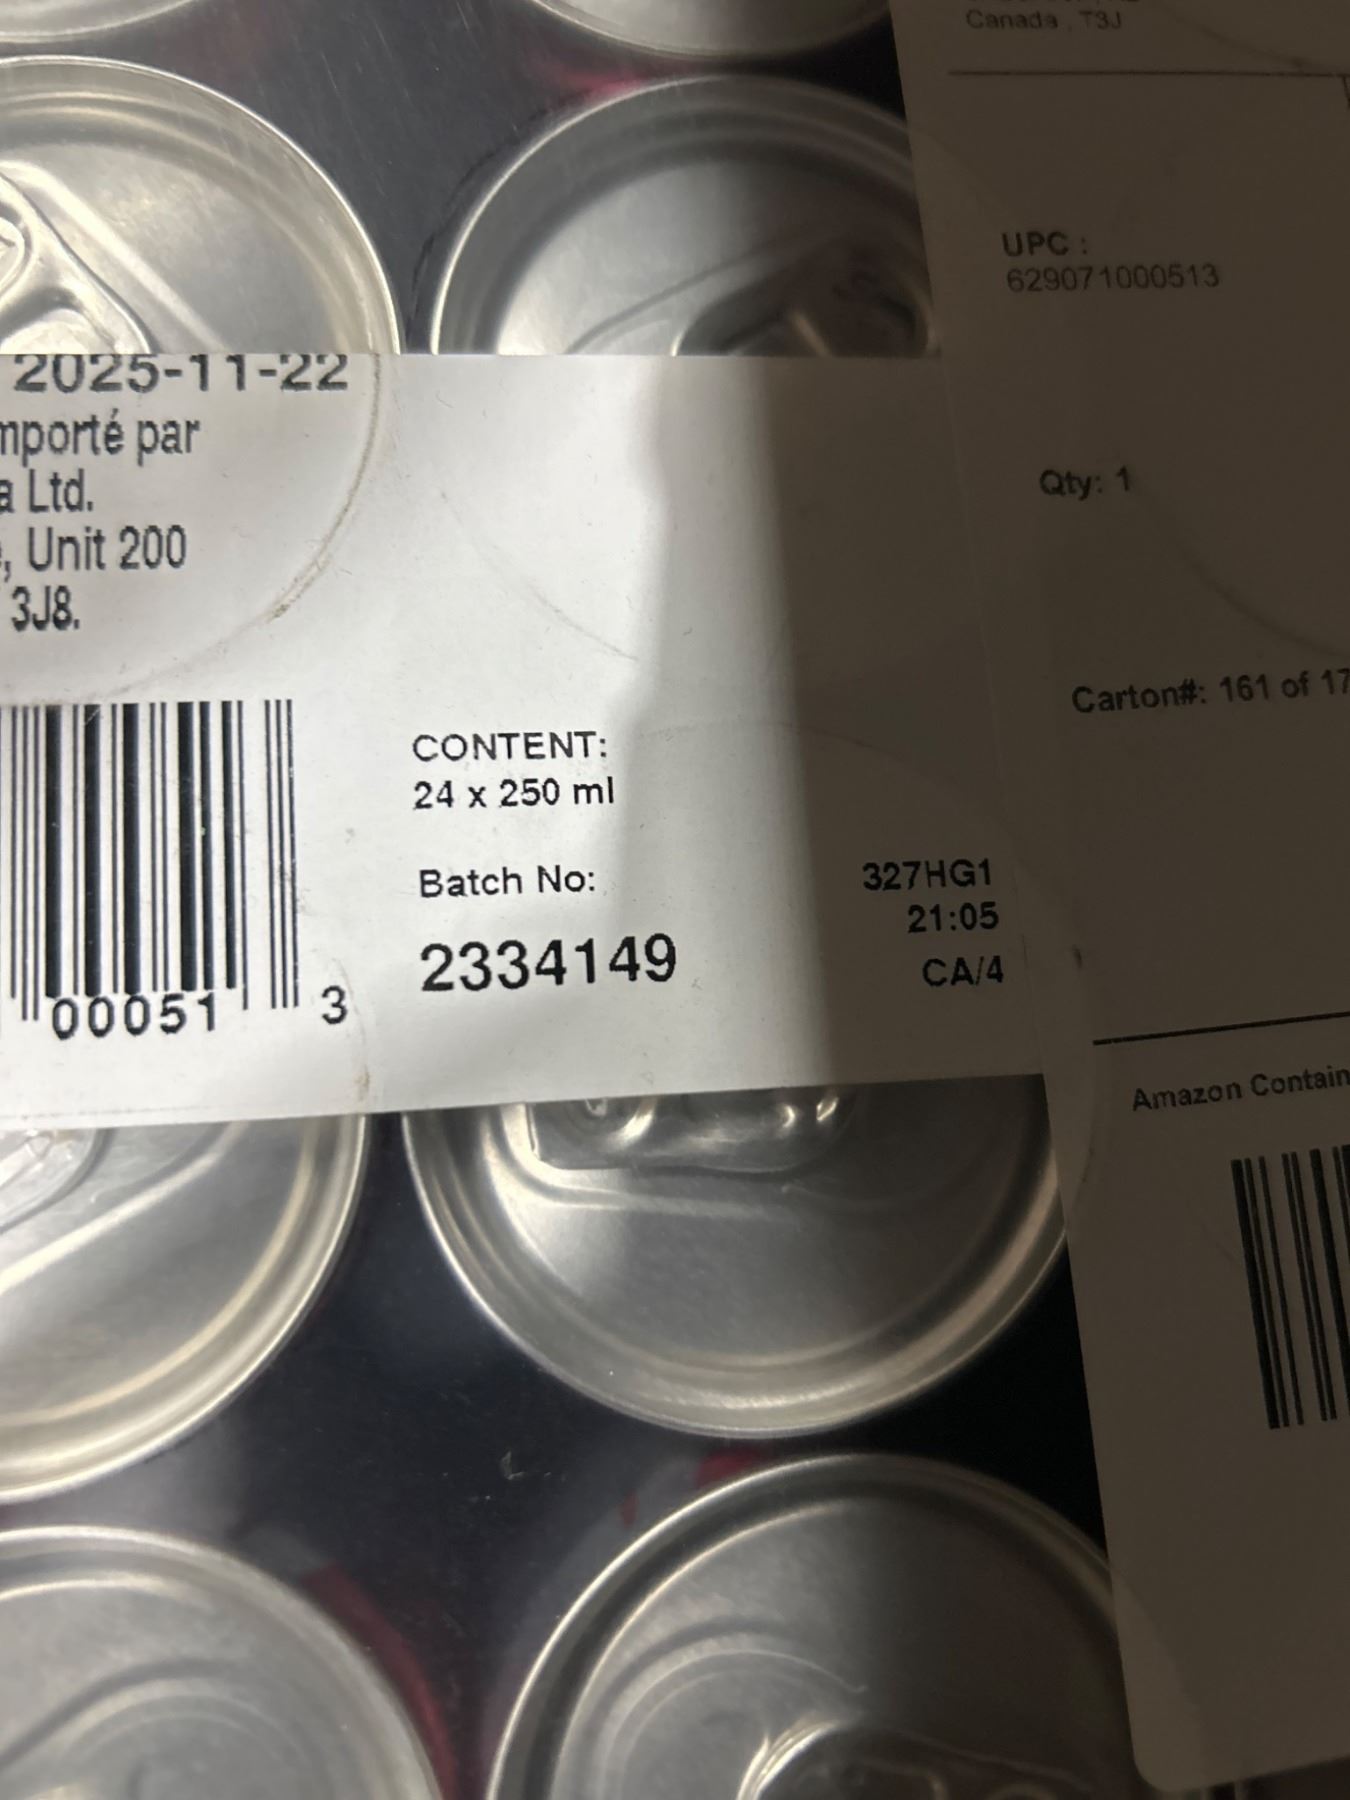 Canada , T3J
UPC :
629071000513
2025-11-22
mporté par
a Ltd.
, Unit 200
3J8.
Qty: 1
Carton#: 161 of 17
CONTENT:
24 x 250 ml
Batch No:
2334149
327HG1
21:05
CA/4
00051 3
Amazon Contain